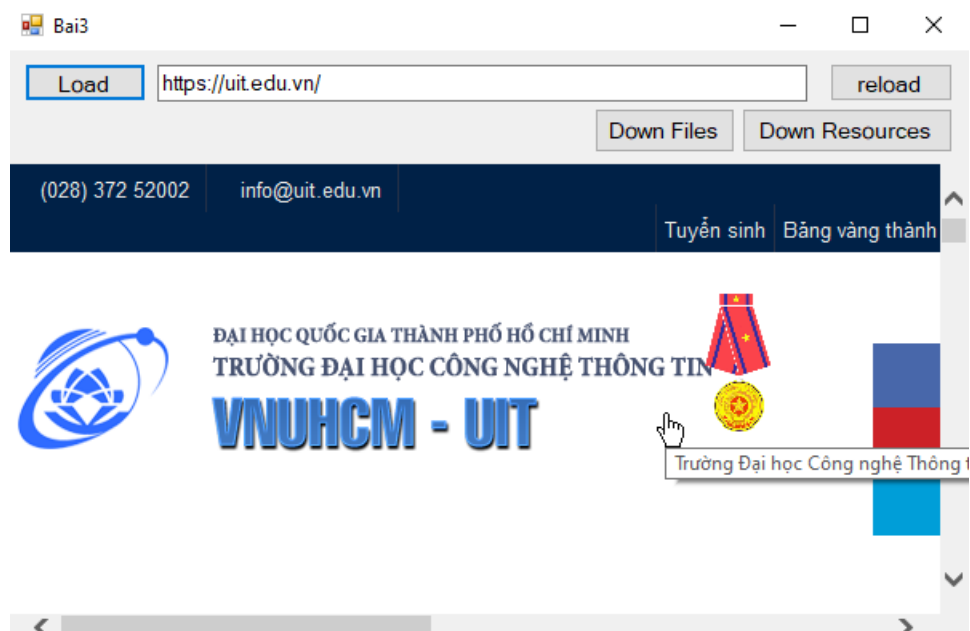 Bai3
Load https://uit.edu.vn/ reload
Down Files Down Resources
(028) 372 52002 info@uit.edu.vn
Tuyển sinh Bảng vàng thành
ĐẠI HỌC QUỐC GIA THÀNH PHỐ HỒ CHÍ MINH
TRƯỜNG ĐẠI HỌC CÔNG NGHỆ THÔNG TIN
VNUHCM - UIT
Trường Đại học Công nghệ Thông t